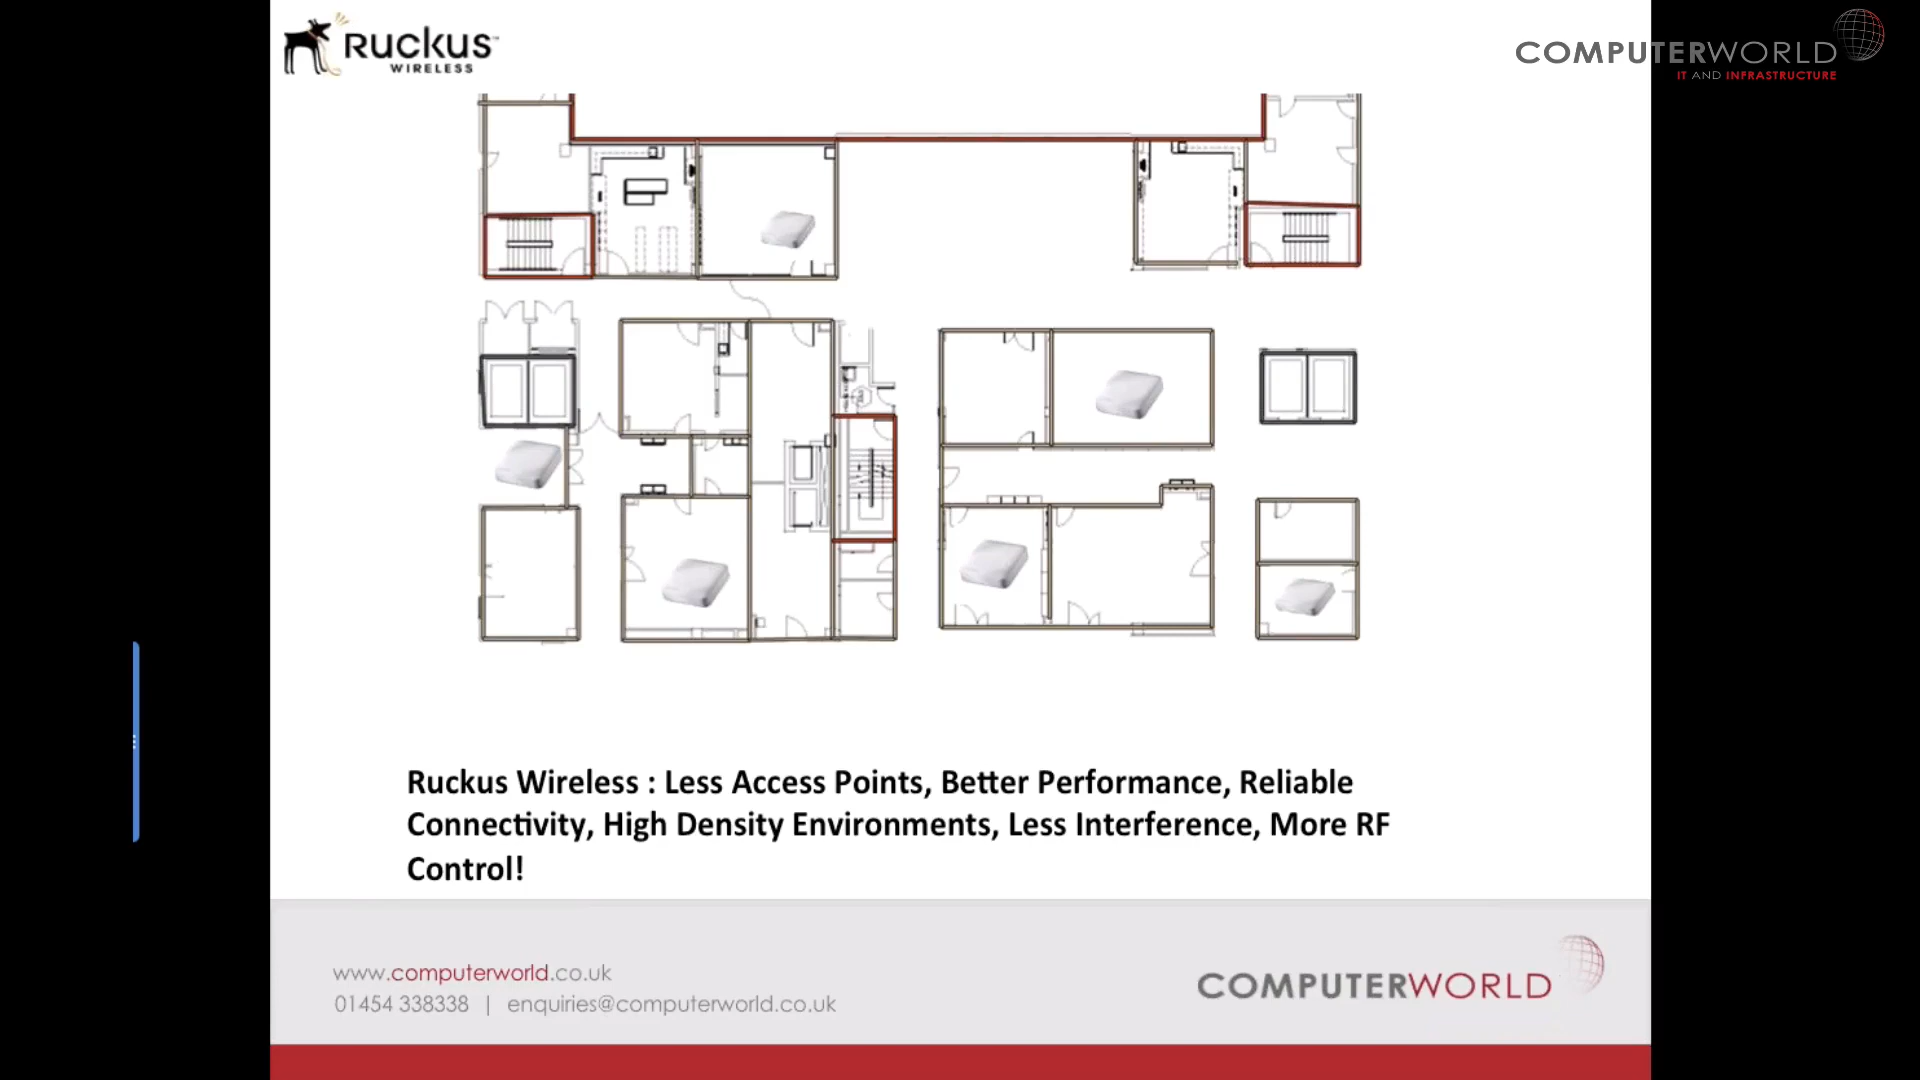 RUCKUS™
WIRELESS
COMPUTERWORLD
IT AND INFRASTRUCTURE
Ruckus Wireless : Less Access Points, Better Performance, Reliable
Connectivity, High Density Environments, Less Interference, More RF
Control!
www.computerworld.co.uk
01454 338338 | enquiries@computerworld.co.uk
COMPUTERWORLD